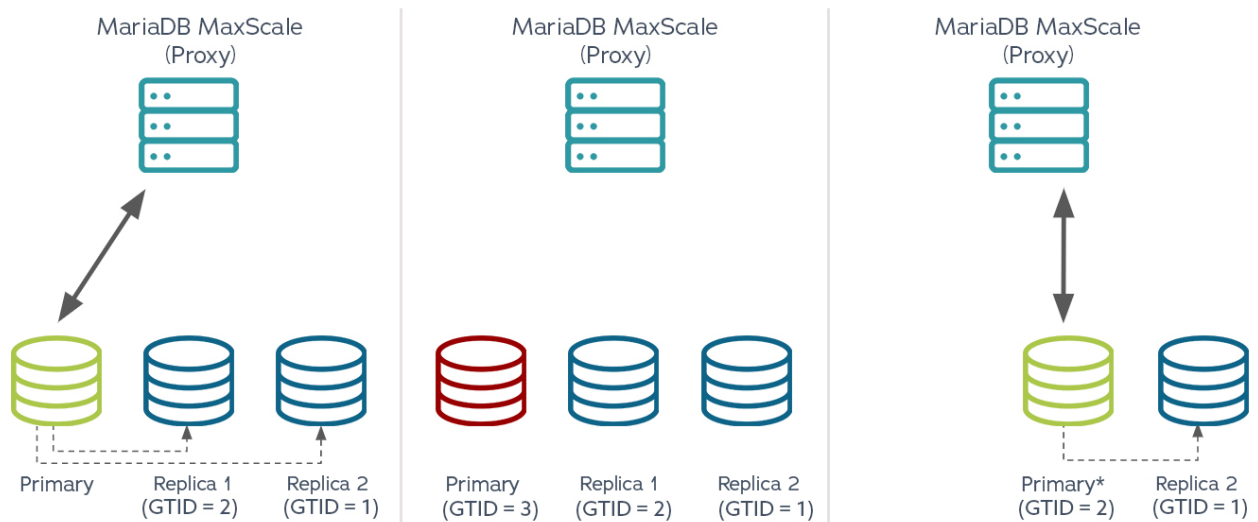 MariaDB MaxScale
(Proxy)
Primary
Replica 1
(GTID = 2)
Replica 2
(GTID = 1)
MariaDB MaxScale
(Proxy)
Primary
(GTID = 3)
Replica 1
(GTID = 2)
Replica 2
(GTID = 1)
MariaDB MaxScale
(Proxy)
Primary*
(GTID = 2)
Replica 2
(GTID = 1)